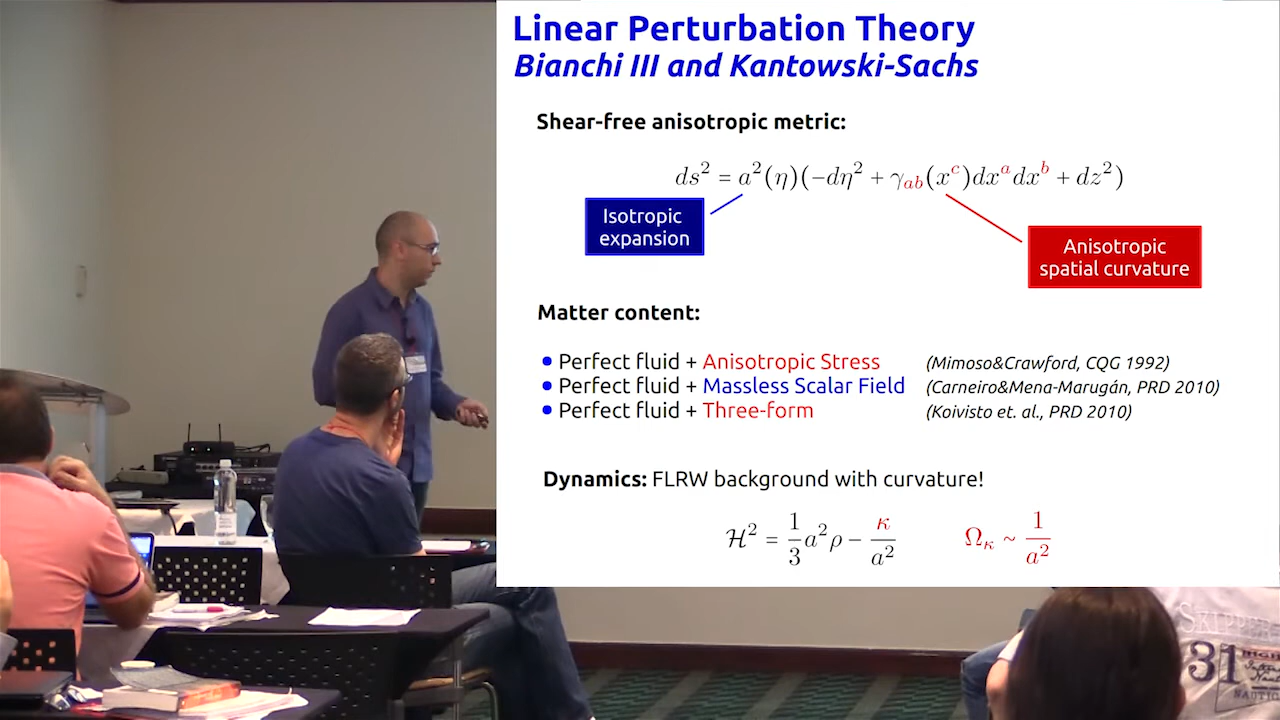 Linear Perturbation Theory
Bianchi III and Kantowski-Sachs
Shear-free anisotropic metric:
ds² = a²(η)(−dη² + γ_ab(x^c)dx^a dx^b + dz²)
Isotropic
expansion
Anisotropic
spatial curvature
Matter content:
• Perfect fluid + Anisotropic Stress (Mimoso&Crawford, CQG 1992)
• Perfect fluid + Massless Scalar Field (Carneiro&Mena-Marugán, PRD 2010)
• Perfect fluid + Three-form (Koivisto et. al., PRD 2010)
Dynamics: FLRW background with curvature!
ℋ² = 1/3 a²ρ − κ/a² Ω_κ ~ 1/a²
SKIPPER
31